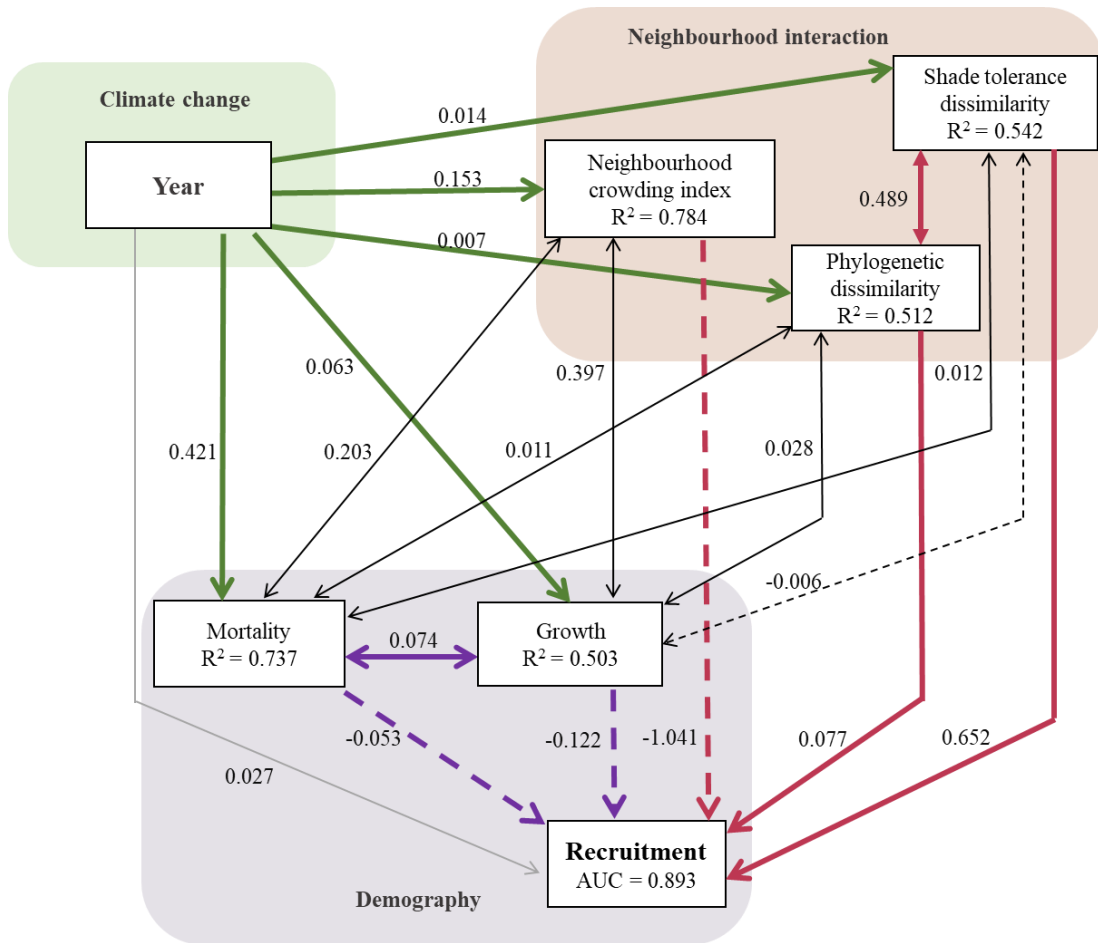 Neighbourhood interaction
Climate change
Shade tolerance
dissimilarity
R² = 0.542
0.014
Year
Neighbourhood
crowding index
R² = 0.784
0.153
0.489
0.007
Phylogenetic
dissimilarity
R² = 0.512
0.063
0.397
0.012
0.421
0.203
0.011
0.028
-0.006
Mortality
R² = 0.737
0.074
Growth
R² = 0.503
-0.053
-0.122
-1.041
0.077
0.652
0.027
Recruitment
AUC = 0.893
Demography